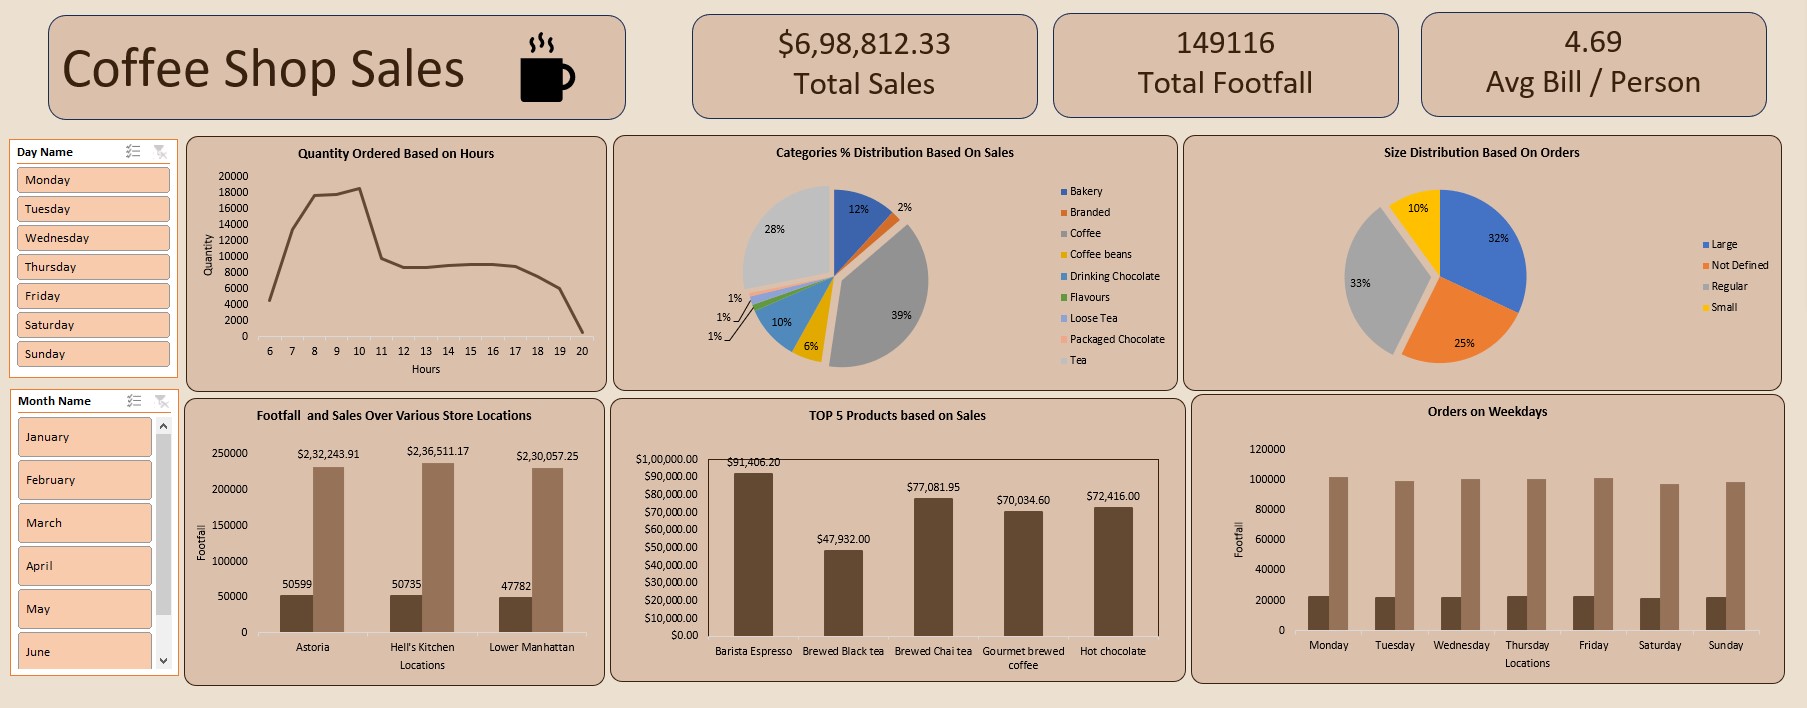 Coffee Shop Sales
$6,98,812.33
Total Sales
149116
Total Footfall
4.69
Avg Bill / Person
Day Name
Monday
Tuesday
Wednesday
Thursday
Friday
Saturday
Sunday
Month Name
January
February
March
April
May
June
Quantity Ordered Based on Hours
Quantity
20000
18000
16000
14000
12000
10000
8000
6000
4000
2000
0
6 7 8 9 10 11 12 13 14 15 16 17 18 19 20
Hours
Categories % Distribution Based On Sales
12%
2%
39%
6%
10%
1%
1%
1%
28%
Bakery
Branded
Coffee
Coffee beans
Drinking Chocolate
Flavours
Loose Tea
Packaged Chocolate
Tea
Size Distribution Based On Orders
32%
25%
33%
10%
Large
Not Defined
Regular
Small
Footfall and Sales Over Various Store Locations
Footfall
250000
200000
150000
100000
50000
0
50599
$2,32,243.91
50735
$2,36,511.17
47782
$2,30,057.25
Astoria Hell's Kitchen Lower Manhattan
Locations
TOP 5 Products based on Sales
$1,00,000.00
$90,000.00
$80,000.00
$70,000.00
$60,000.00
$50,000.00
$40,000.00
$30,000.00
$20,000.00
$10,000.00
$0.00
$91,406.20
$47,932.00
$77,081.95
$70,034.60
$72,416.00
Barista Espresso Brewed Black tea Brewed Chai tea Gourmet brewed Hot chocolate
coffee
Orders on Weekdays
Footfall
120000
100000
80000
60000
40000
20000
0
Monday Tuesday Wednesday Thursday Friday Saturday Sunday
Locations